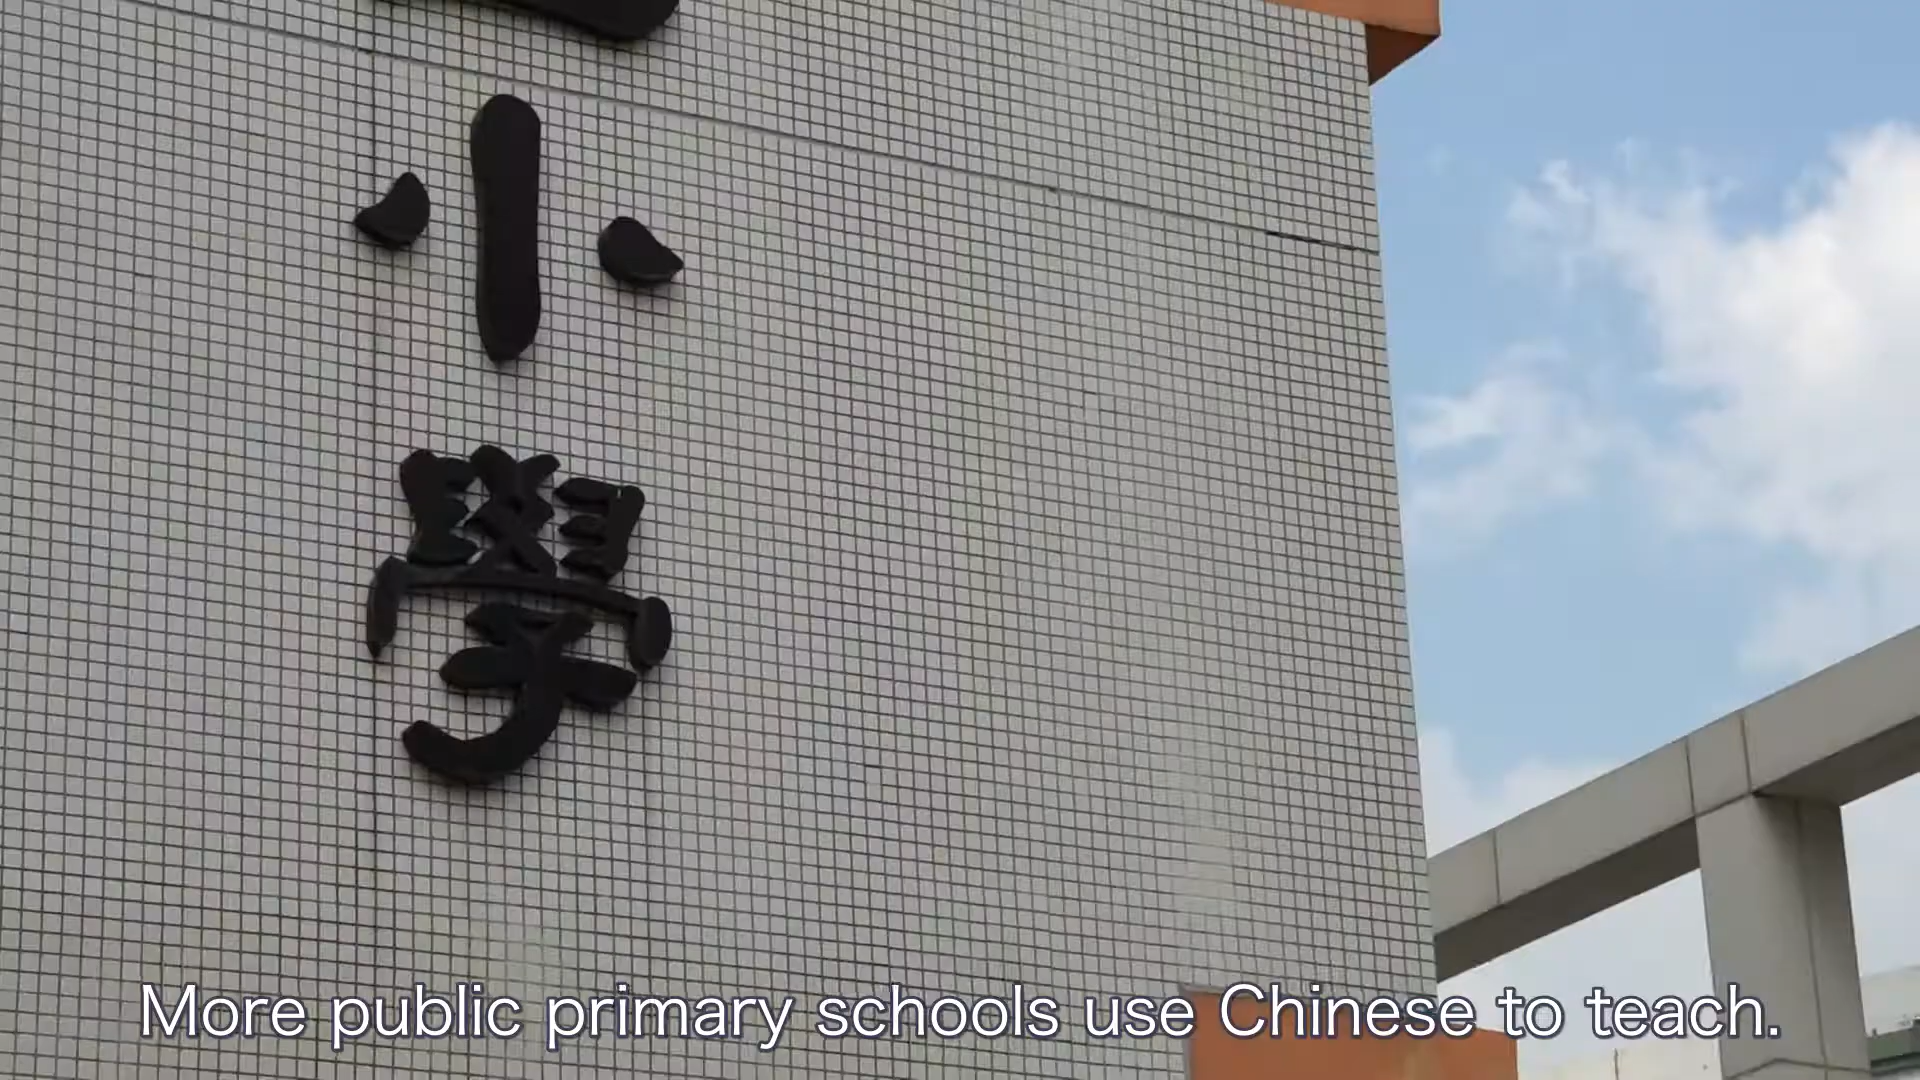 小
學
More public primary schools use Chinese to teach.